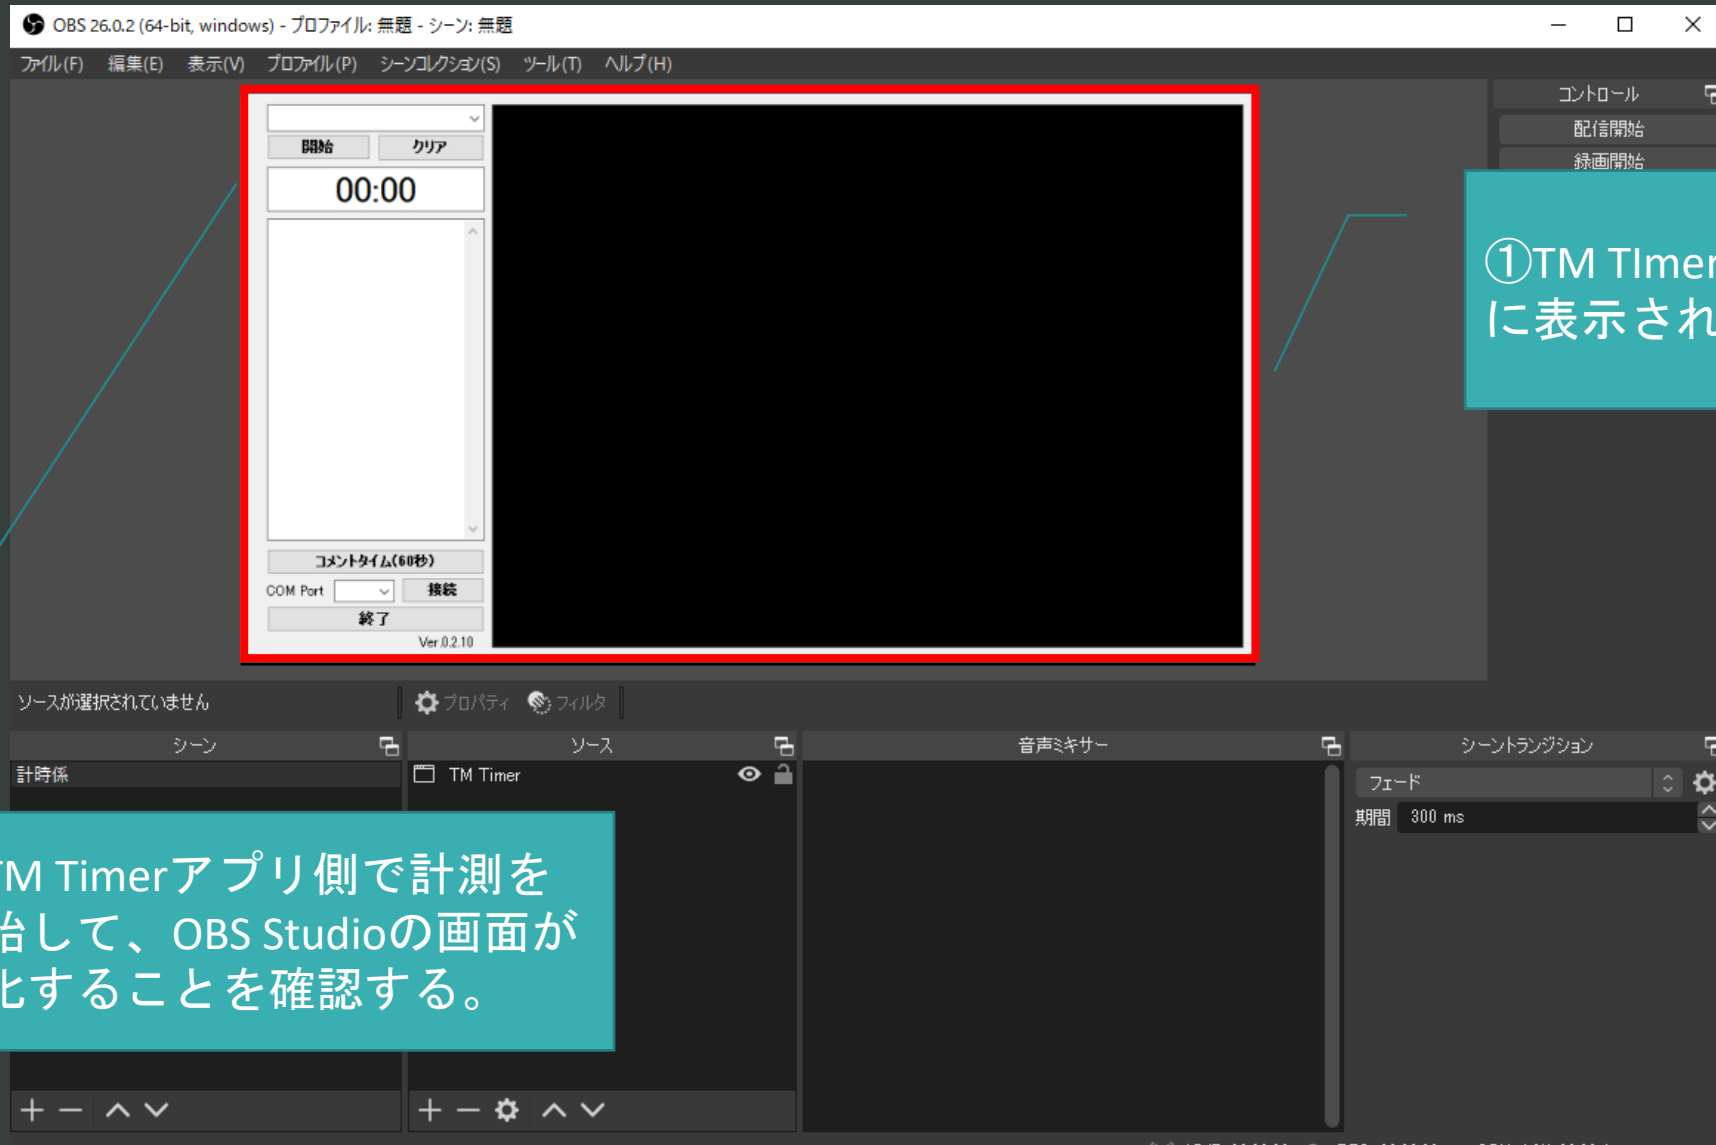 OBS 26.0.2 (64-bit, windows) - プロファイル: 無題 - シーン: 無題
ファイル(F) 編集(E) 表示(V) プロファイル(P) シーンコレクション(S) ツール(T) ヘルプ(H)
コントロール
配信開始
録画開始
開始 クリア
00:00
コメントタイム(60秒)
COM Port 接続
終了
Ver.0.2.10
①TM TImer
に表示され
ソースが選択されていません プロパティ フィルタ
シーン ソース 音声ミキサー シーントランジション
計時係
TM Timer
フェード
期間 300 ms
TM Timerアプリ側で計測を
始して、OBS Studioの画面が
化することを確認する。